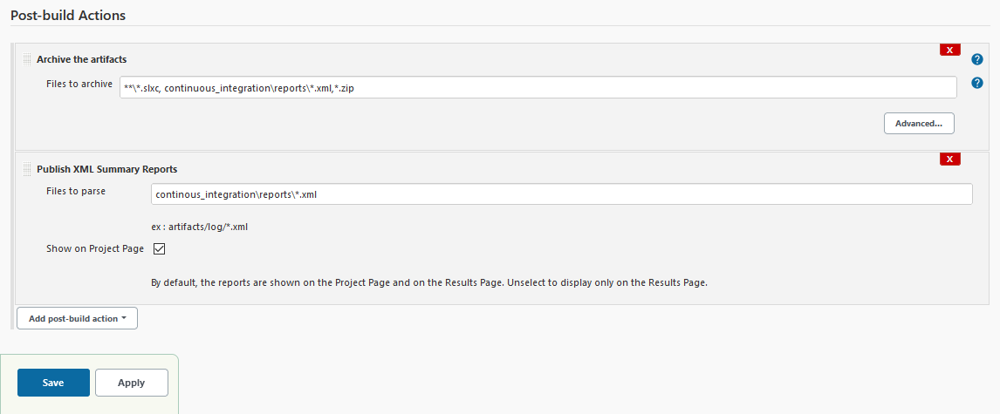 Post-build Actions
X
Archive the artifacts
?
Files to archive **\*.slxc, continuous_integration\reports\*.xml,*.zip
?
Advanced...
X
Publish XML Summary Reports
Files to parse continous_integration\reports\*.xml
ex : artifacts/log/*.xml
Show on Project Page
By default, the reports are shown on the Project Page and on the Results Page. Unselect to display only on the Results Page.
Add post-build action
Save Apply